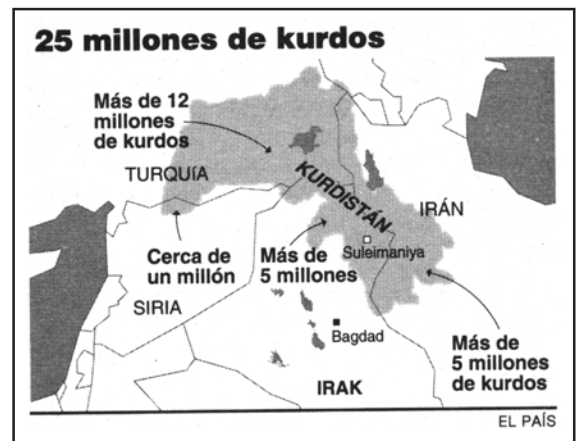 25 millones de kurdos
Más de 12
millones
de kurdos
TURQUÍA
KURDISTÁN
IRÁN
Cerca de
un millón
Más de
5 millones
Suleimaniya
SIRIA
Bagdad
Más de
5 millones
de kurdos
IRAK
EL PAÍS